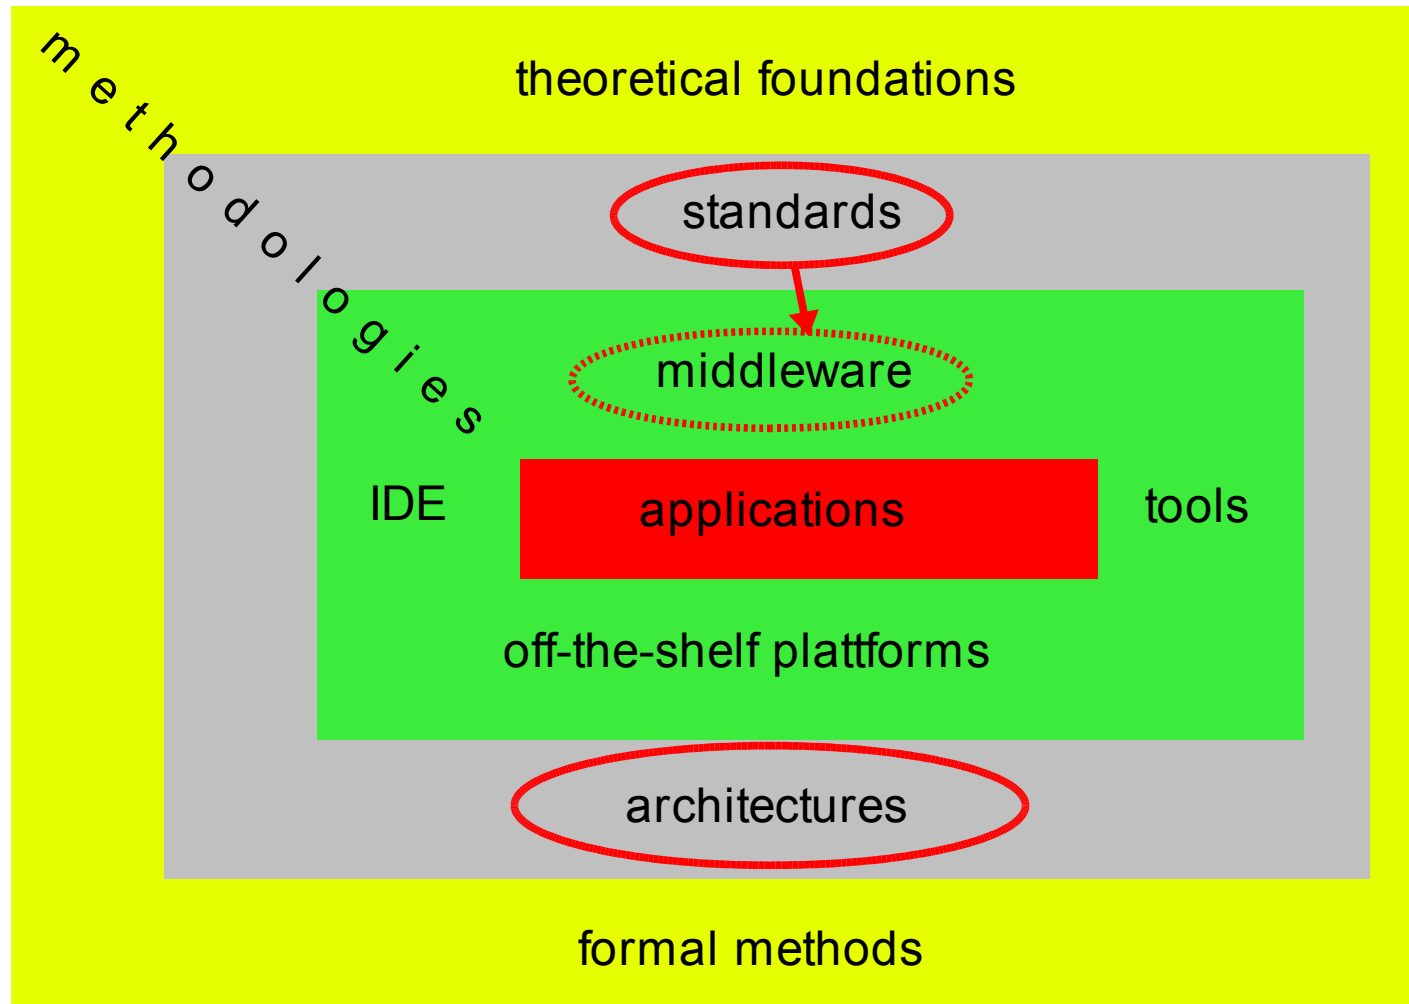 methodologies
theoretical foundations
standards
middleware
IDE
applications
tools
off-the-shelf plattforms
architectures
formal methods